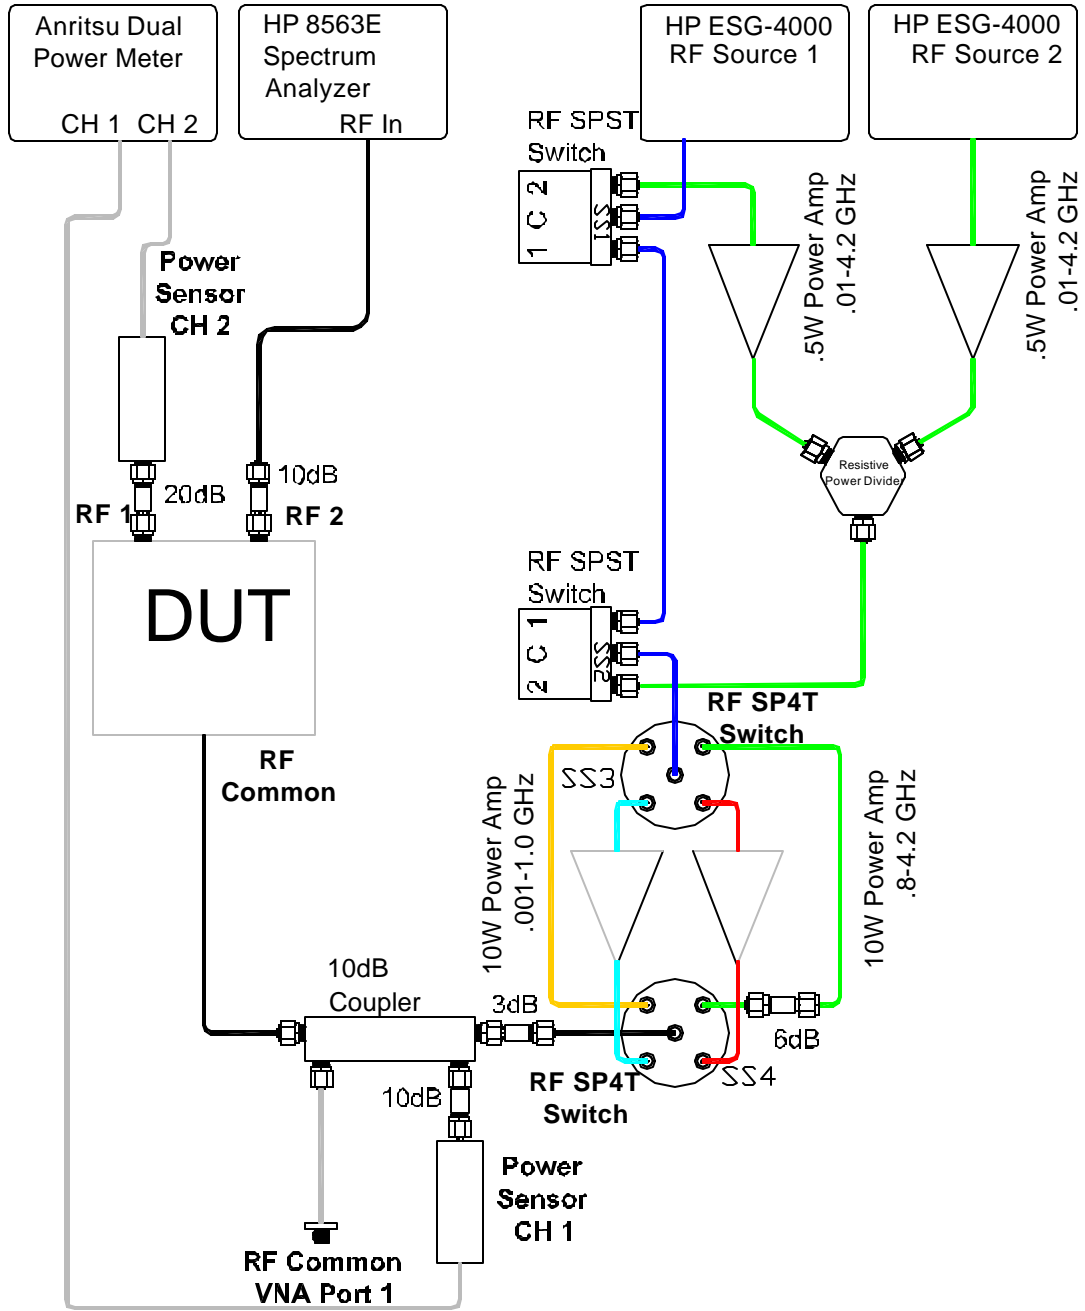 Anritsu Dual
Power Meter
CH 1 CH 2
HP 8563E
Spectrum
Analyzer
RF In
HP ESG-4000
RF Source 1
HP ESG-4000
RF Source 2
RF SPST
Switch
1 C 2
SS1
.5W Power Amp
.01-4.2 GHz
.5W Power Amp
.01-4.2 GHz
Power
Sensor
CH 2
20dB
10dB
RF 1
RF 2
DUT
RF
Common
Resistive
Power Divider
RF SPST
Switch
2 C 1
SS2
RF SP4T
Switch
SS3
10W Power Amp
.001-1.0 GHz
10W Power Amp
.8-4.2 GHz
10dB
Coupler
3dB
6dB
SS4
RF SP4T
Switch
10dB
Power
Sensor
CH 1
RF Common
VNA Port 1